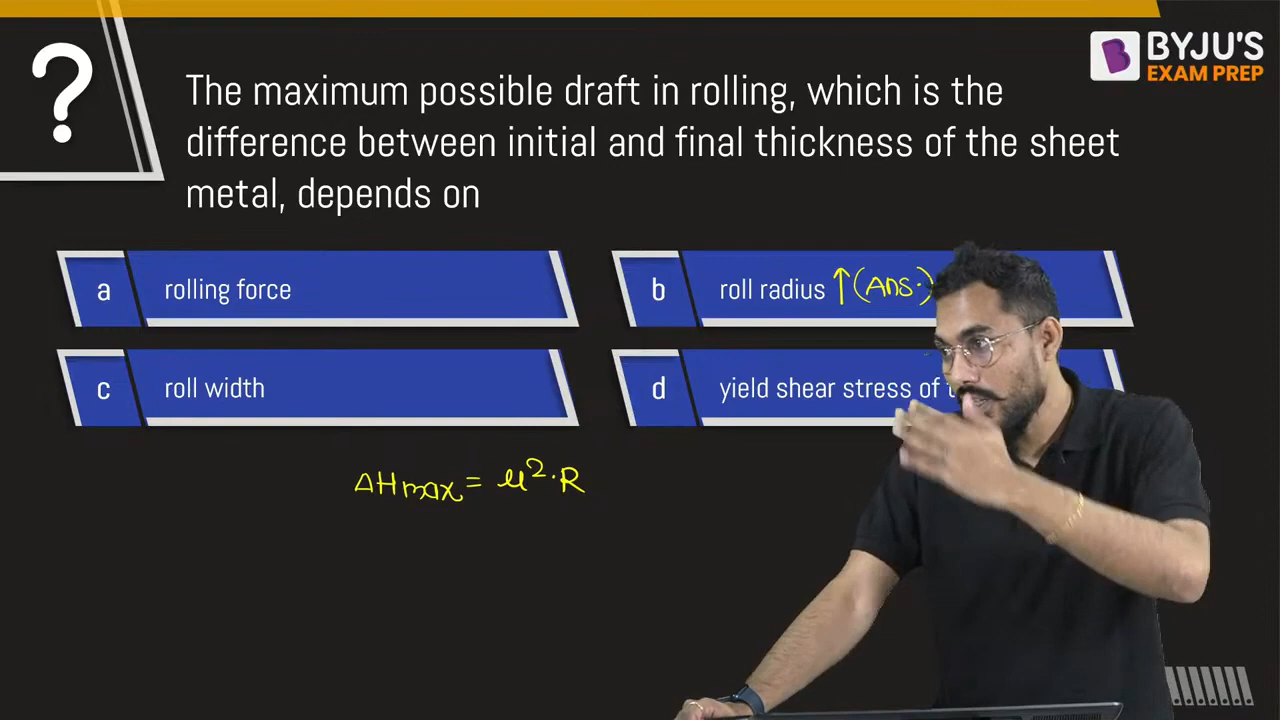 ?
BYJU'S
EXAM PREP
The maximum possible draft in rolling, which is the
difference between initial and final thickness of the sheet
metal, depends on
a rolling force
b roll radius ↑ (Ans.)
c roll width
d yield shear stress of
ΔHmax = μ².R